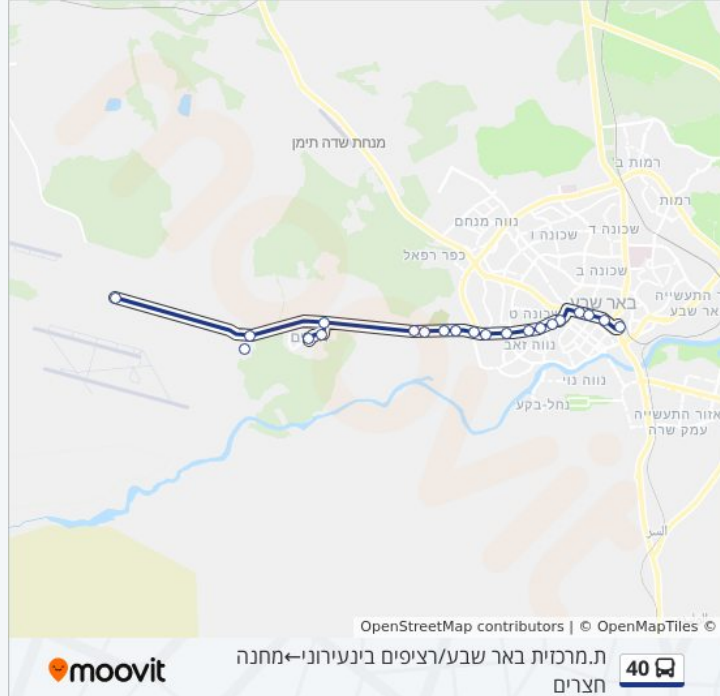 רמות ב'
מנחת שדה תימן
רמות
נווה מנחם
שכונה ד
שכונה ו
כפר רפאל
שכונה ב
באר שבע
שכונה ט
נווה זאב
נווה נוי
נחל-בקע
אזור התעשייה
עמק שרה
السر
OpenStreetMap contributors | © OpenMapTiles ©
ת.מרכזית באר שבע/רציפים בינעירוני←מחנה
חצרים
40
moovit